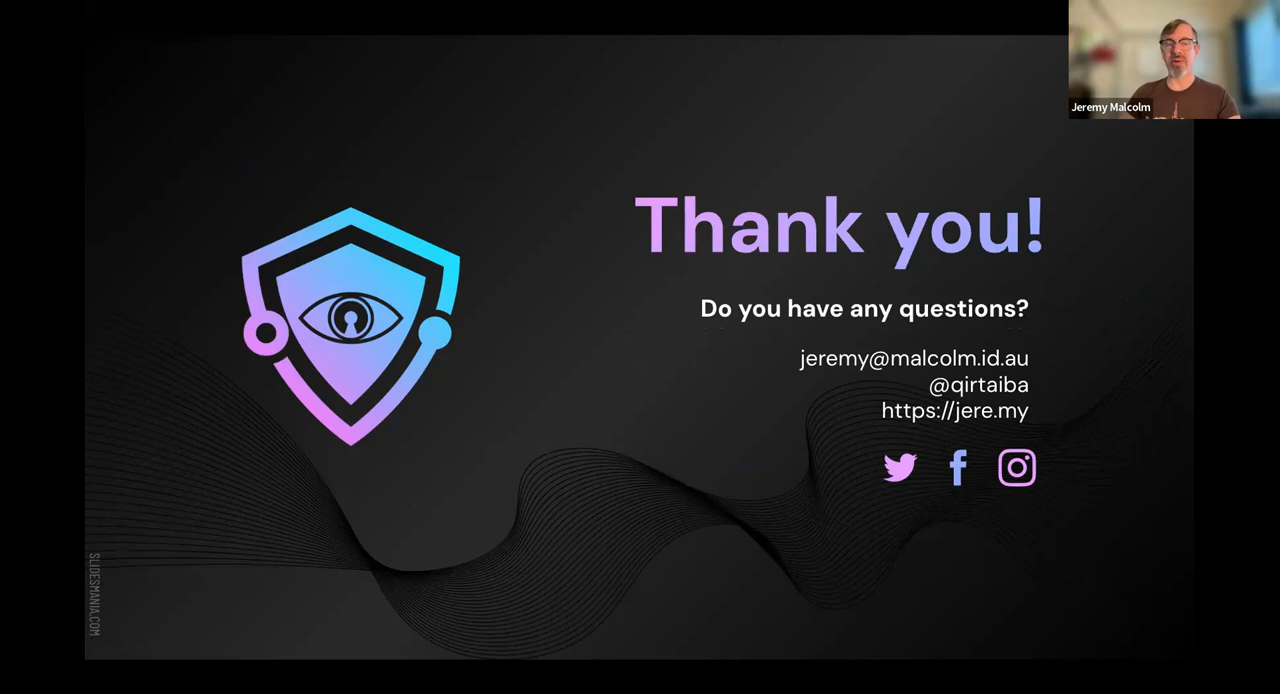 Jeremy Malcolm
Thank you!
Do you have any questions?
jeremy@malcolm.id.au
@qirtaiba
https://jere.my
SLIDESMANIA.COM